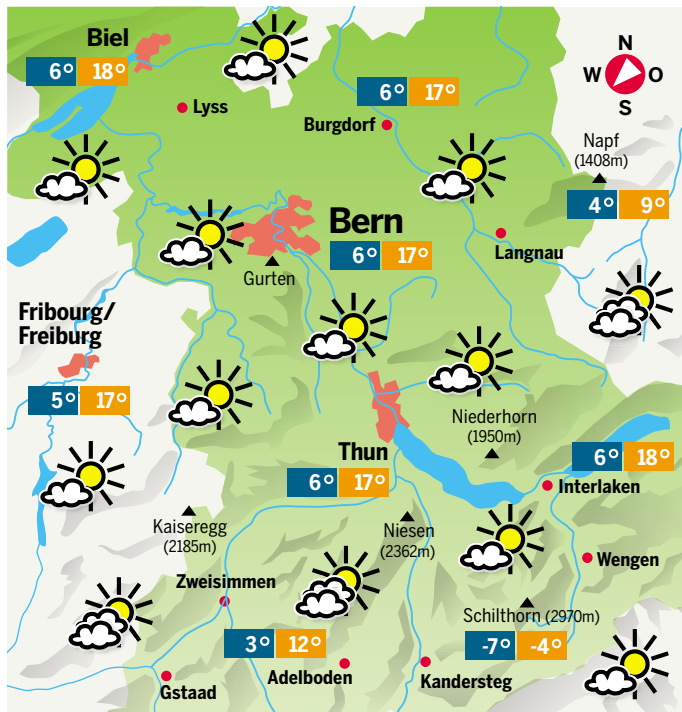 Biel
6° 18°
N
W O
S
Lyss
6° 17°
Burgdorf
Napf
(1408m)
4° 9°
Bern
6° 17°
Langnau
Gurten
Fribourg/
Freiburg
5° 17°
Niederhorn
(1950m)
Thun
6° 17°
6° 18°
Interlaken
Kaiseregg
(2185m)
Niesen
(2362m)
Wengen
Zweisimmen
Schilthorn (2970m)
3° 12°
-7° -4°
Adelboden
Kandersteg
Gstaad